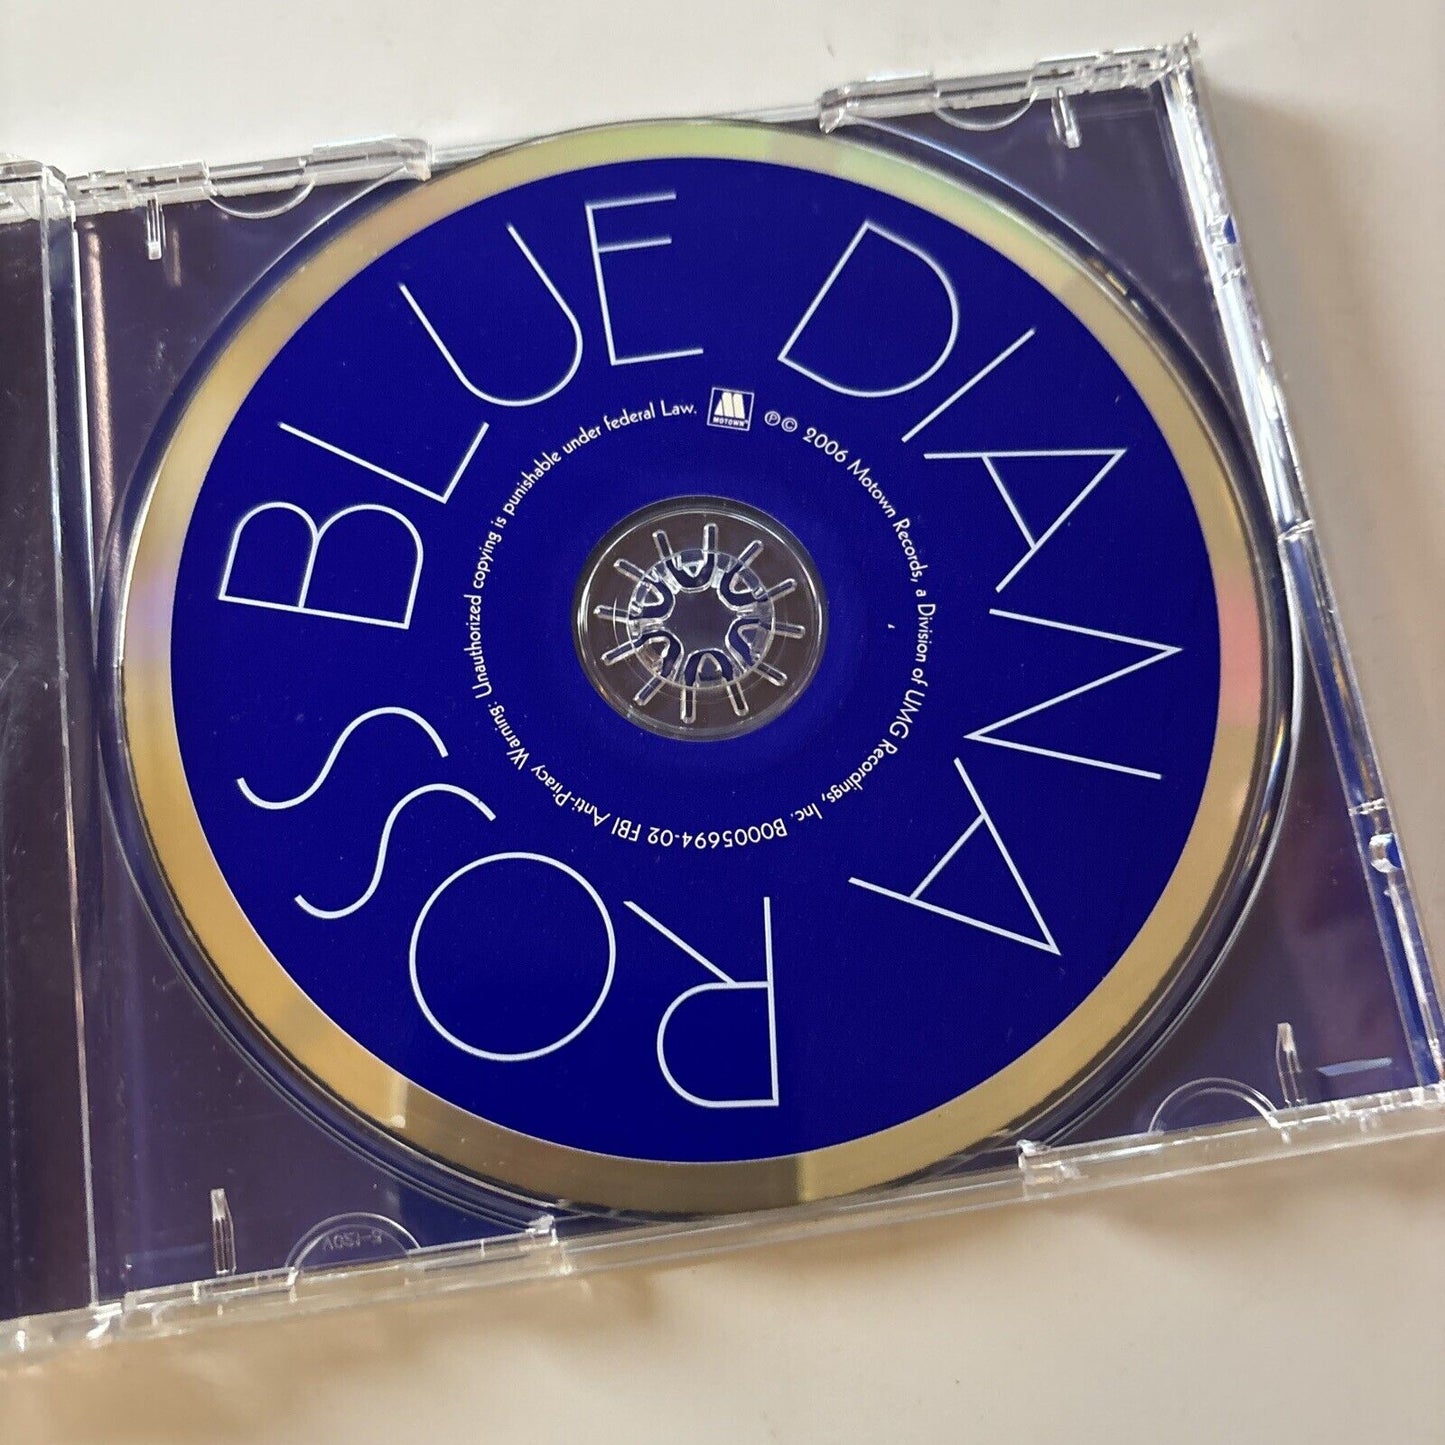 DIANA ROSS BLUE
MOTOWN
℗© 2006 Motown Records, a Division of UMG Recordings, Inc. B0005694-02 FBI Anti-Piracy Warning: Unauthorized copying is punishable under federal Law.